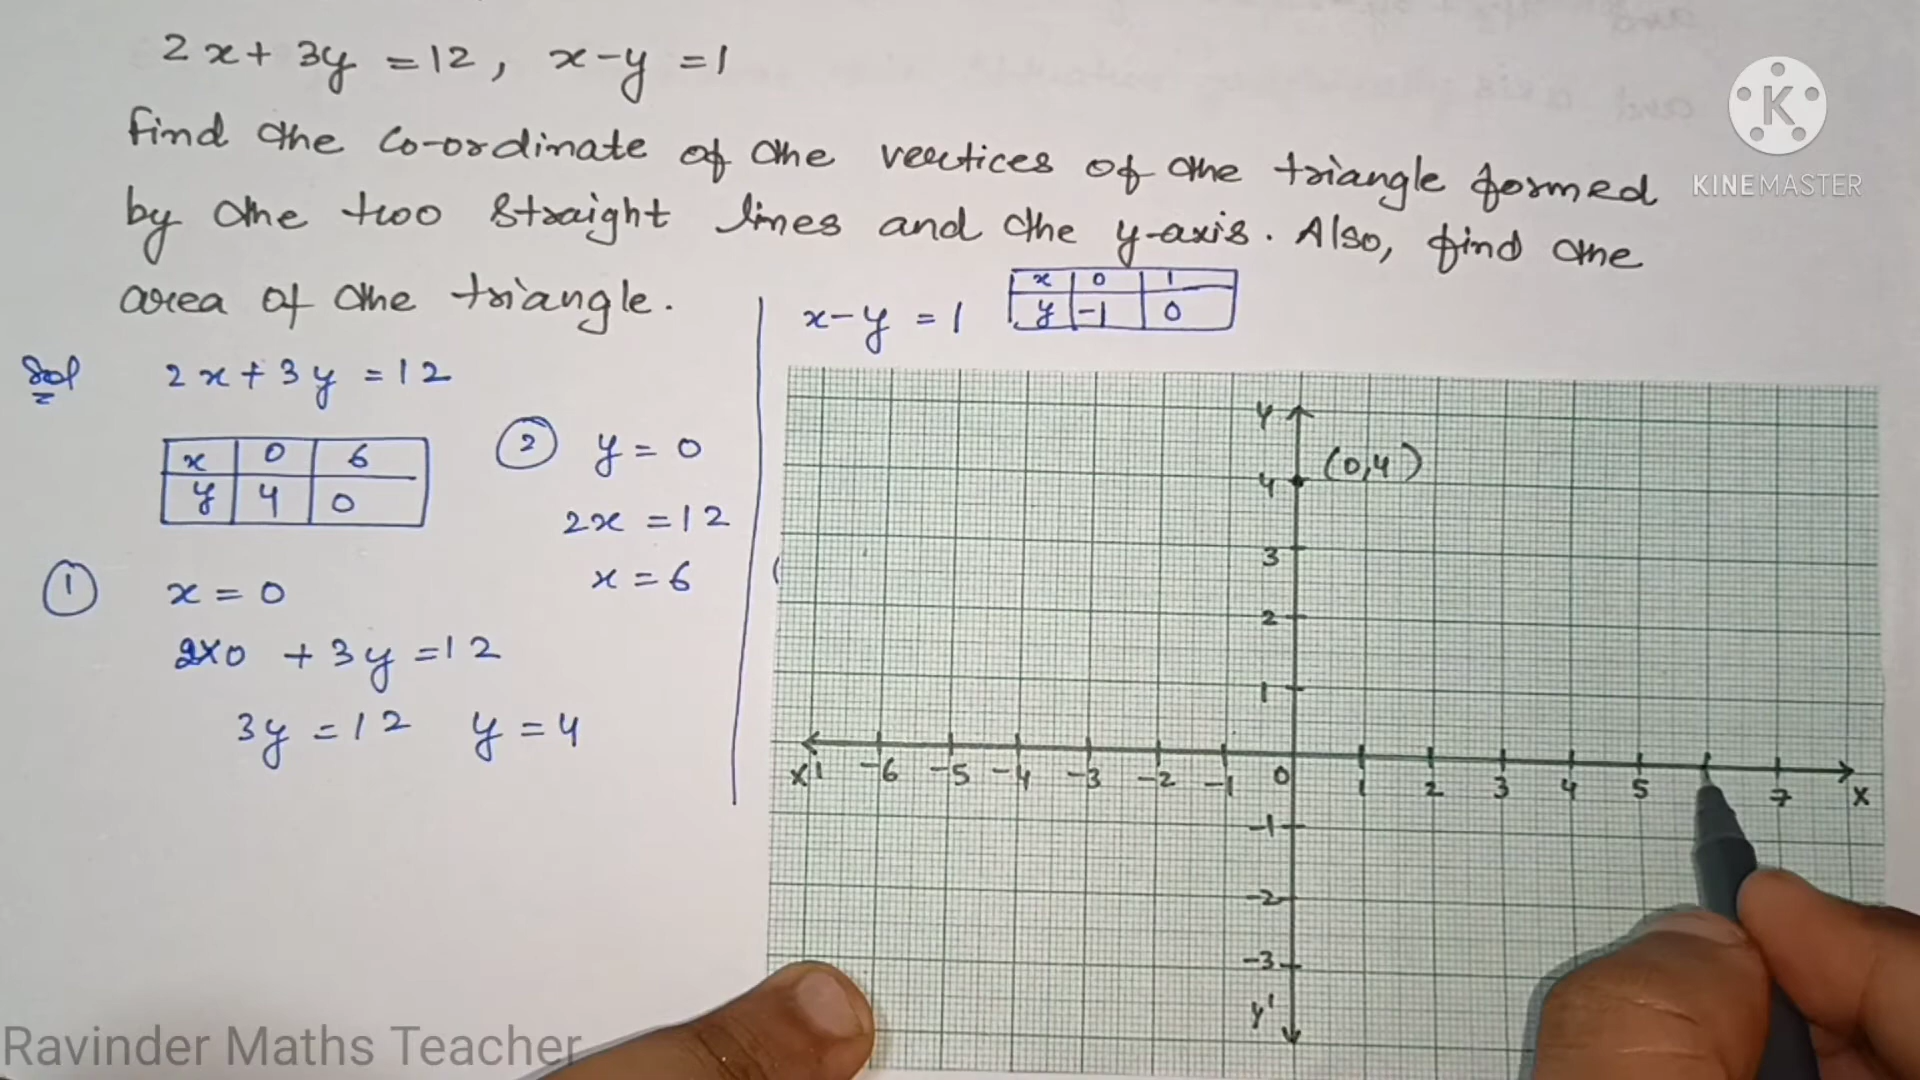 2x + 3y = 12, x - y = 1
find the co-ordinate of the vertices of the triangle formed
by the two straight lines and the y-axis. Also, find the
area of the triangle.
Sol
2x + 3y = 12
x 0 6
y 4 0
① x = 0
2×0 + 3y = 12
3y = 12 y = 4
② y = 0
2x = 12
x = 6
x - y = 1
x 0 1
y -1 0
Y
(0,4)
4
3
2
1
X' -6 -5 -4 -3 -2 -1 0 1 2 3 4 5 7 X
-1
-2
-3
Y'
K
KINEMASTER
Ravinder Maths Teacher